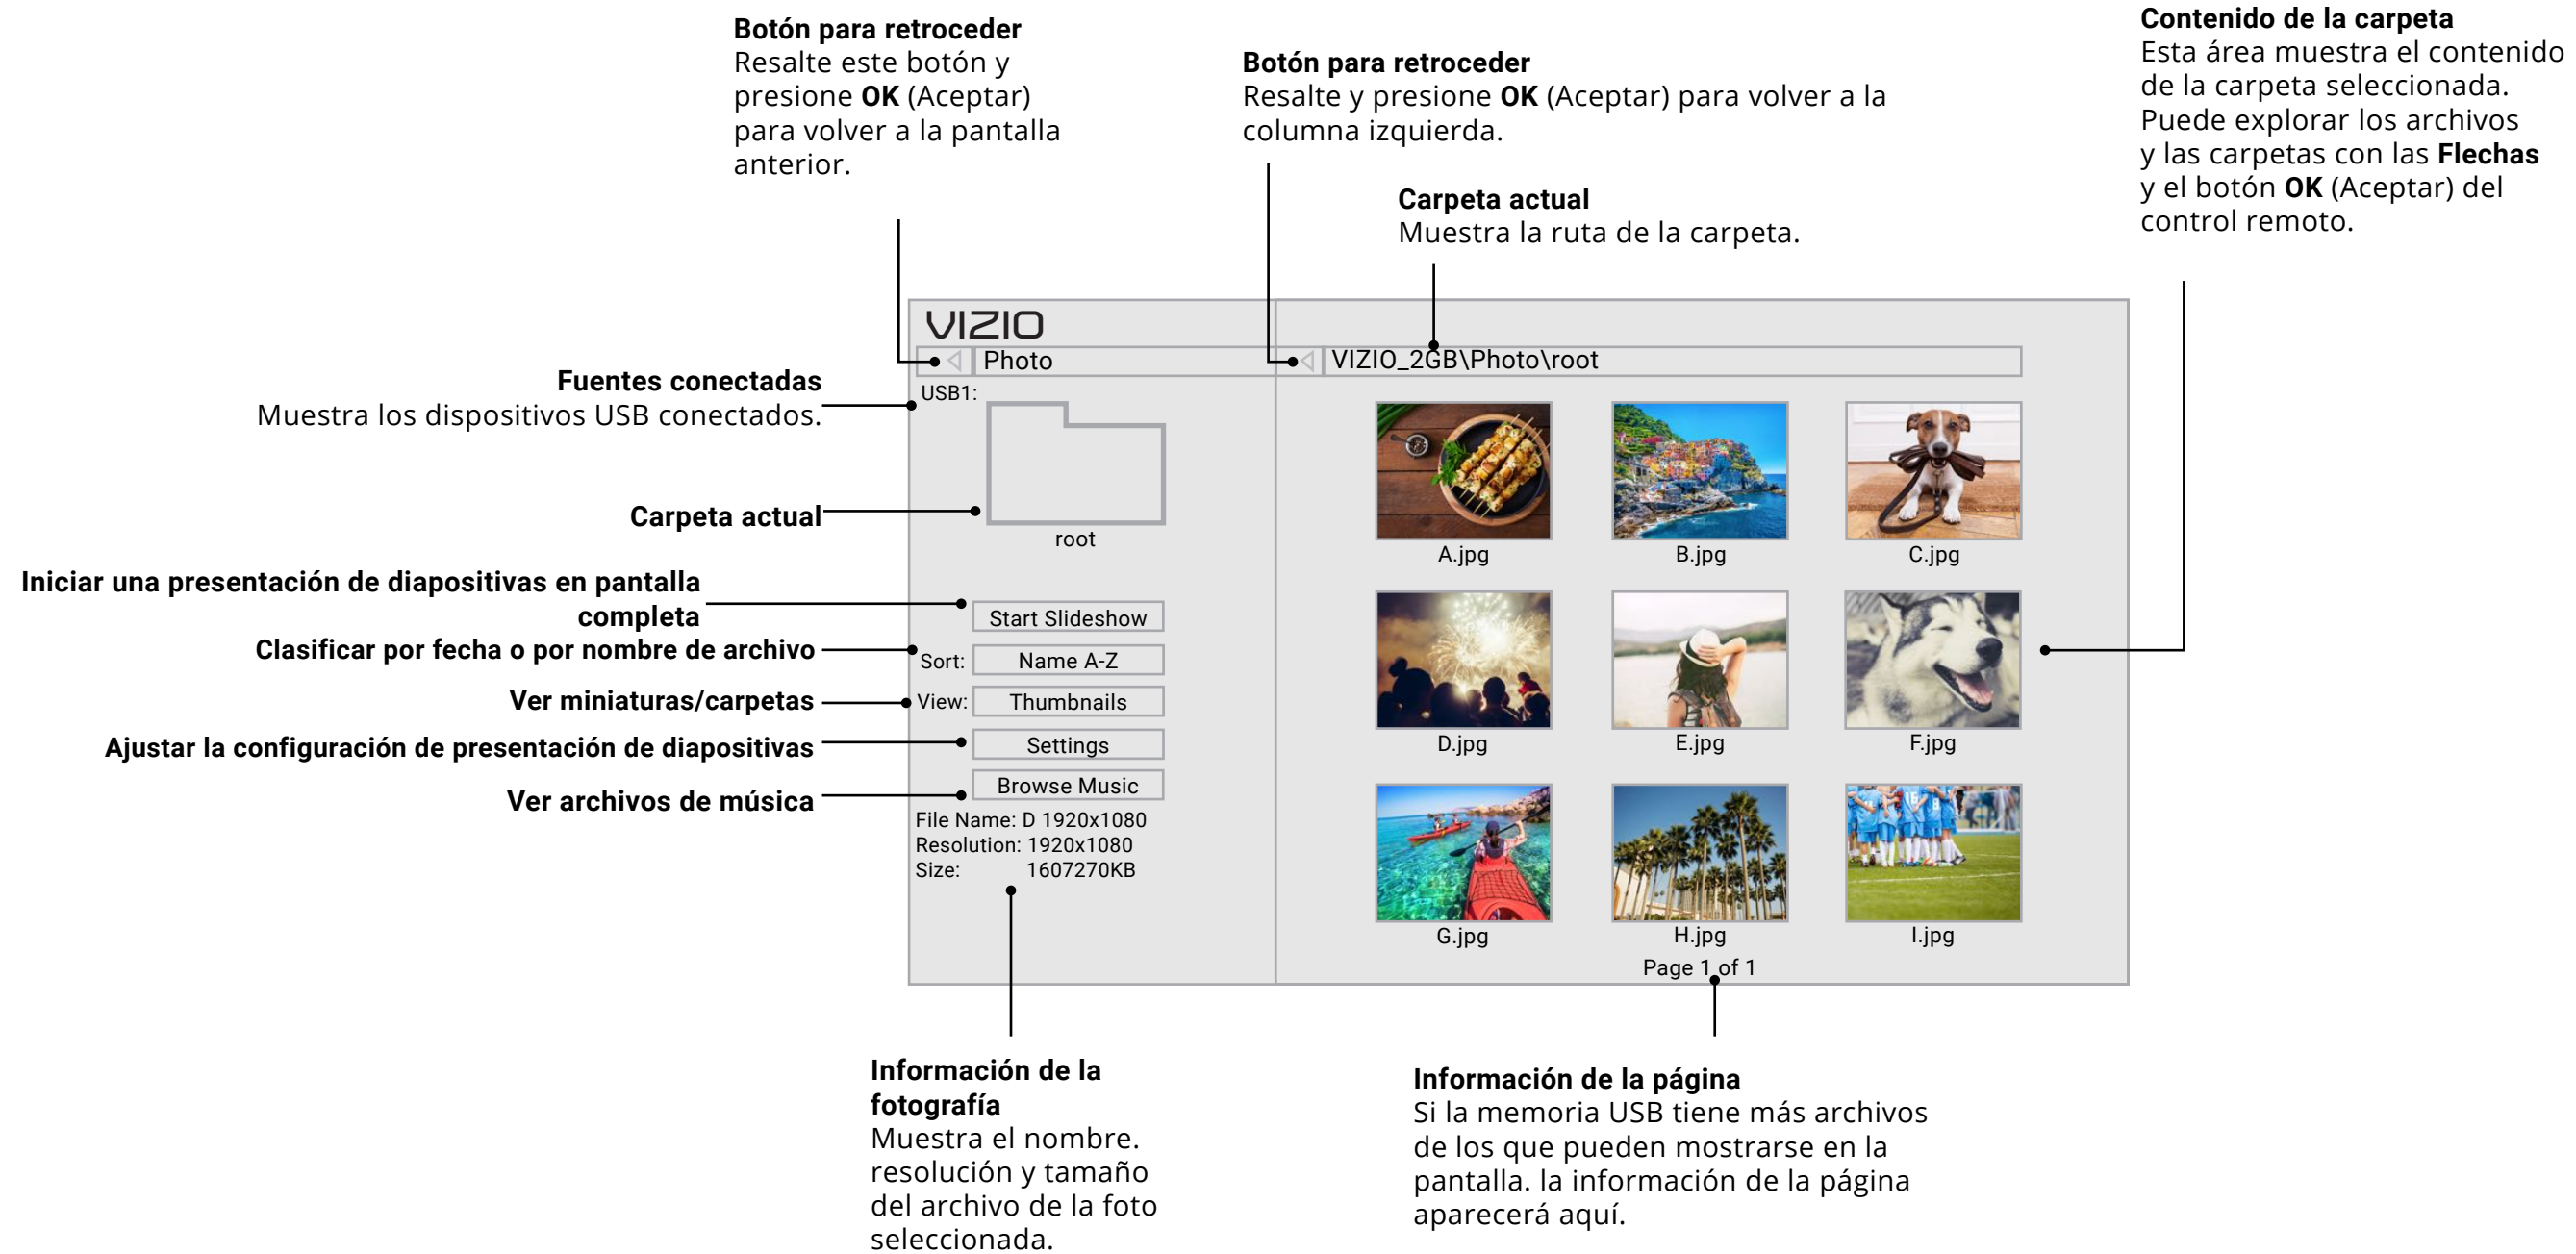 Botón para retroceder
Resalte este botón y
presione OK (Aceptar)
para volver a la pantalla
anterior.
Botón para retroceder
Resalte y presione OK (Aceptar) para volver a la
columna izquierda.
Carpeta actual
Muestra la ruta de la carpeta.
Contenido de la carpeta
Esta área muestra el contenido
de la carpeta seleccionada.
Puede explorar los archivos
y las carpetas con las Flechas
y el botón OK (Aceptar) del
control remoto.
Fuentes conectadas
Muestra los dispositivos USB conectados.
Carpeta actual
Iniciar una presentación de diapositivas en pantalla
completa
Clasificar por fecha o por nombre de archivo
Ver miniaturas/carpetas
Ajustar la configuración de presentación de diapositivas
Ver archivos de música
VIZIO
Photo
USB1:
root
Start Slideshow
Sort: Name A-Z
View: Thumbnails
Settings
Browse Music
File Name: D 1920x1080
Resolution: 1920x1080
Size: 1607270KB
VIZIO_2GB\Photo\root
A.jpg B.jpg C.jpg
D.jpg E.jpg F.jpg
16 8
G.jpg H.jpg I.jpg
Page 1 of 1
Información de la
fotografía
Muestra el nombre.
resolución y tamaño
del archivo de la foto
seleccionada.
Información de la página
Si la memoria USB tiene más archivos
de los que pueden mostrarse en la
pantalla. la información de la página
aparecerá aquí.